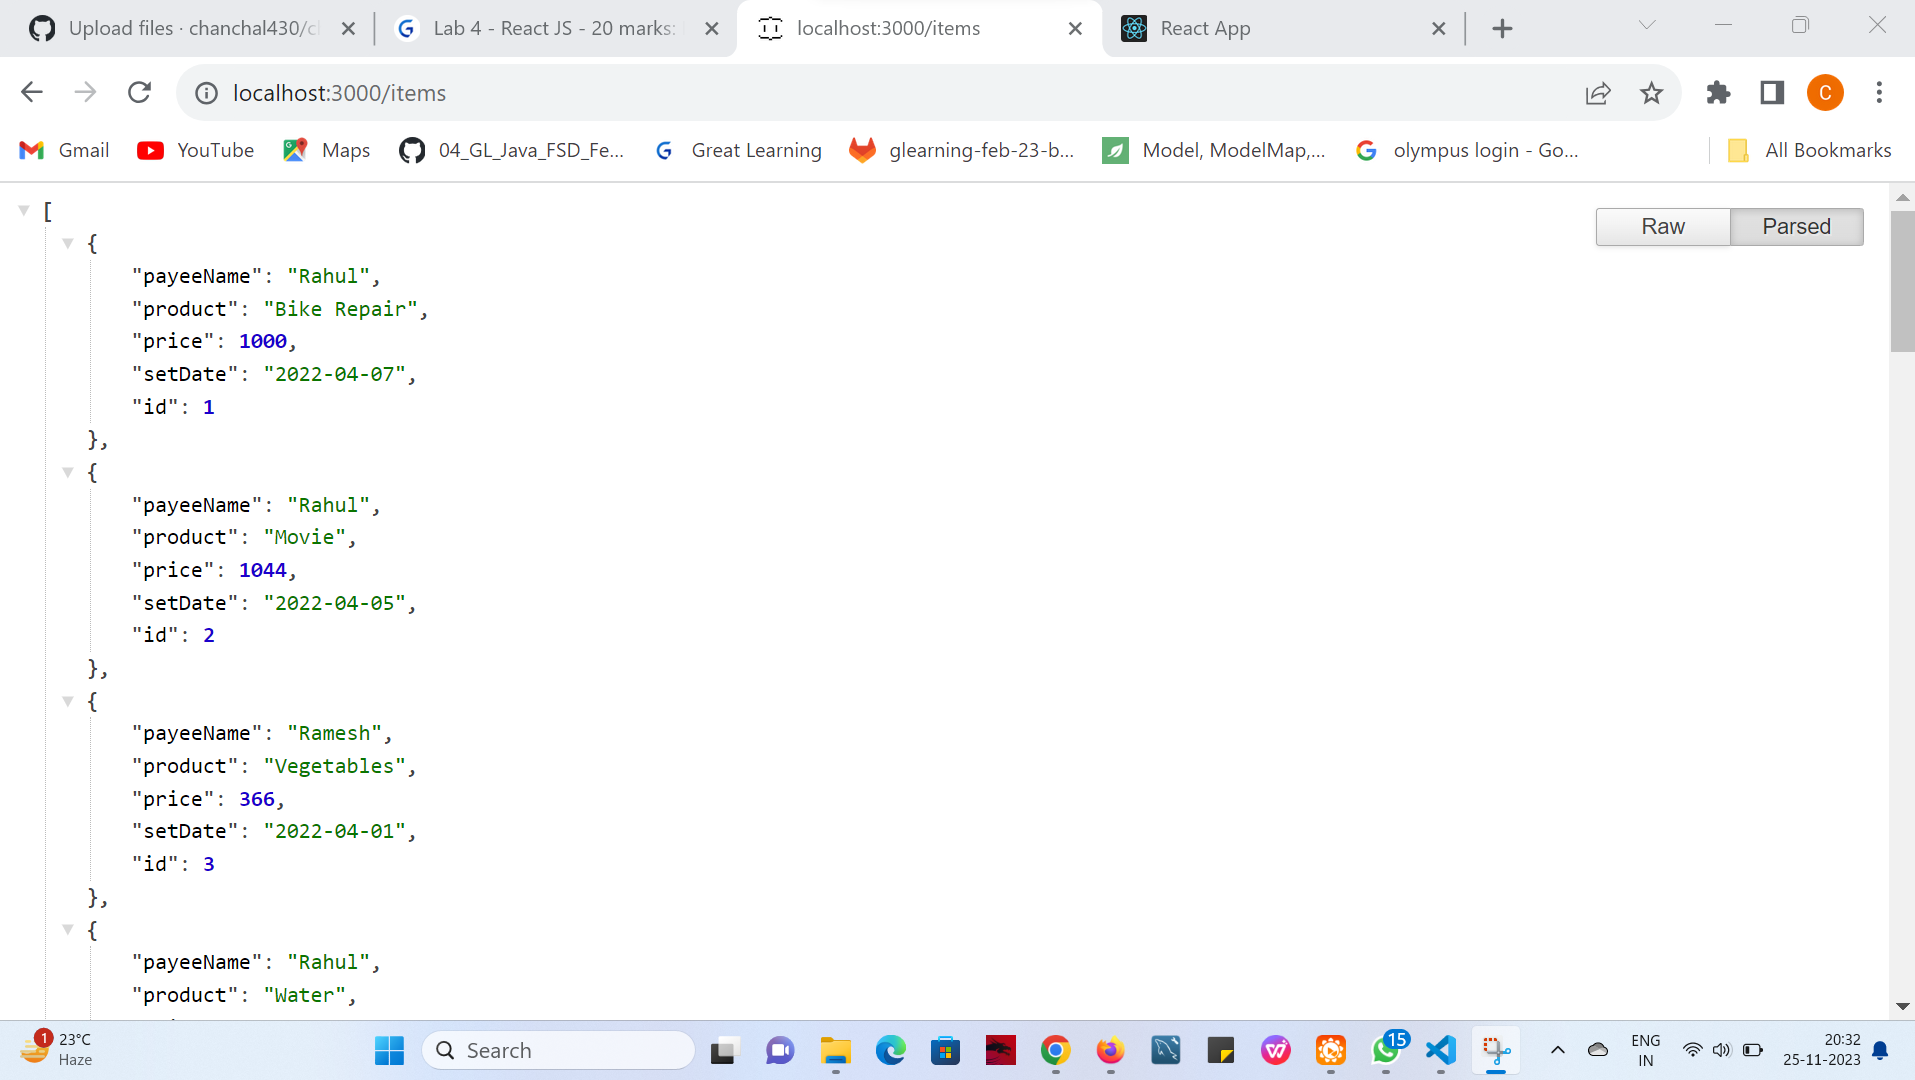 Upload files · chanchal430/cl
Lab 4 - React JS - 20 marks:
localhost:3000/items
React App
localhost:3000/items
C
Gmail
YouTube
Maps
04_GL_Java_FSD_Fe...
Great Learning
glearning-feb-23-b...
Model, ModelMap,...
olympus login - Go...
All Bookmarks
Raw
Parsed
[
{
"payeeName": "Rahul",
"product": "Bike Repair",
"price": 1000,
"setDate": "2022-04-07",
"id": 1
},
{
"payeeName": "Rahul",
"product": "Movie",
"price": 1044,
"setDate": "2022-04-05",
"id": 2
},
{
"payeeName": "Ramesh",
"product": "Vegetables",
"price": 366,
"setDate": "2022-04-01",
"id": 3
},
{
"payeeName": "Rahul",
"product": "Water",
1
23°C
Haze
Search
15
ENG
IN
20:32
25-11-2023